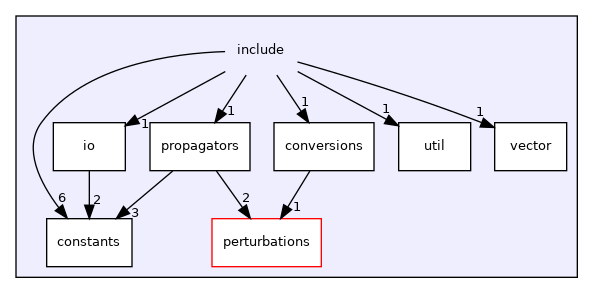 include
1
1
1
1
1
io
propagators
conversions
util
vector
6
2
3
2
1
constants
perturbations